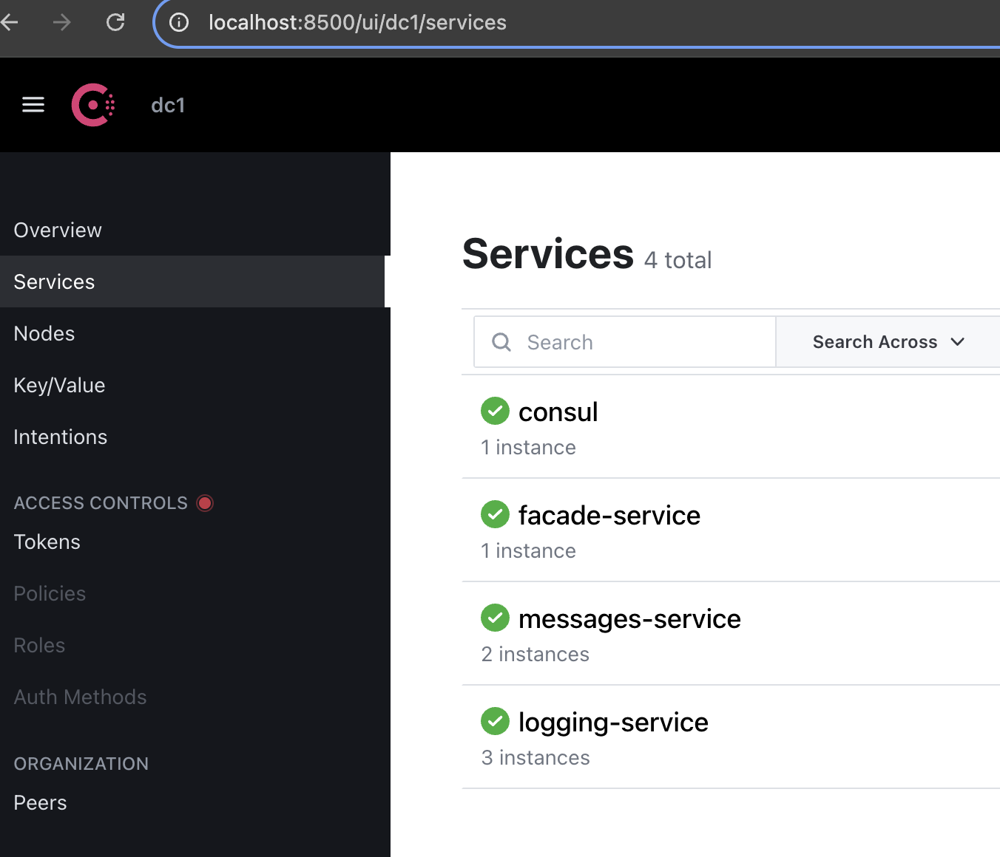 localhost:8500/ui/dc1/services
dc1
Overview
Services
Nodes
Key/Value
Intentions
ACCESS CONTROLS
Tokens
Policies
Roles
Auth Methods
ORGANIZATION
Peers
Services 4 total
Search
Search Across
consul
1 instance
facade-service
1 instance
messages-service
2 instances
logging-service
3 instances